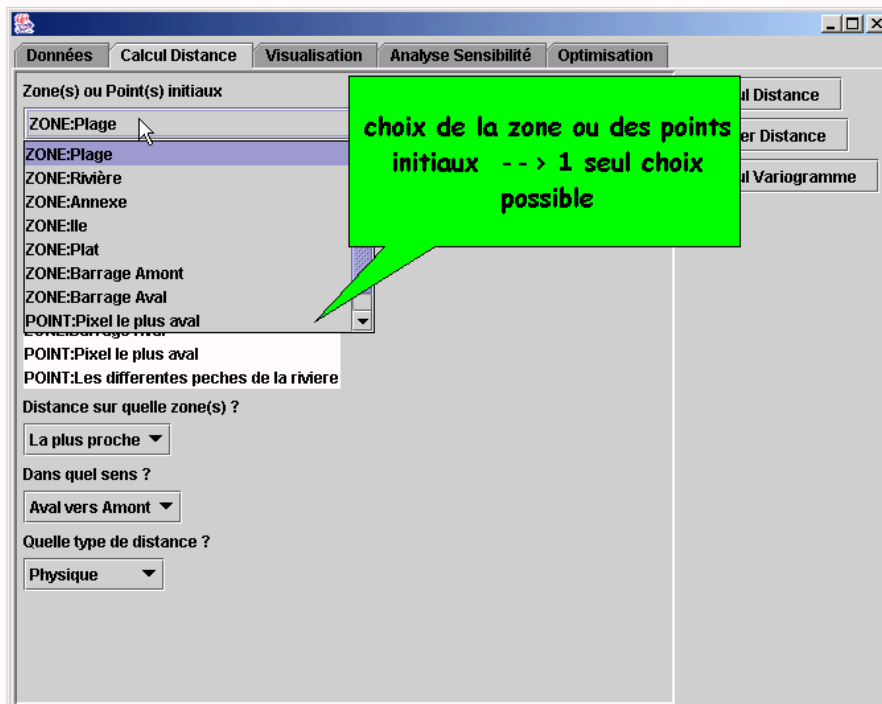 Données Calcul Distance Visualisation Analyse Sensibilité Optimisation
Zone(s) ou Point(s) initiaux
ZONE:Plage
ZONE:Plage
ZONE:Rivière
ZONE:Annexe
ZONE:Ile
ZONE:Plat
ZONE:Barrage Amont
ZONE:Barrage Aval
POINT:Pixel le plus aval
POINT:Pixel le plus aval
POINT:Les differentes peches de la riviere
Distance sur quelle zone(s) ?
La plus proche
Dans quel sens ?
Aval vers Amont
Quelle type de distance ?
Physique
choix de la zone ou des points
initiaux --> 1 seul choix
possible
Distance
Distance
Variogramme